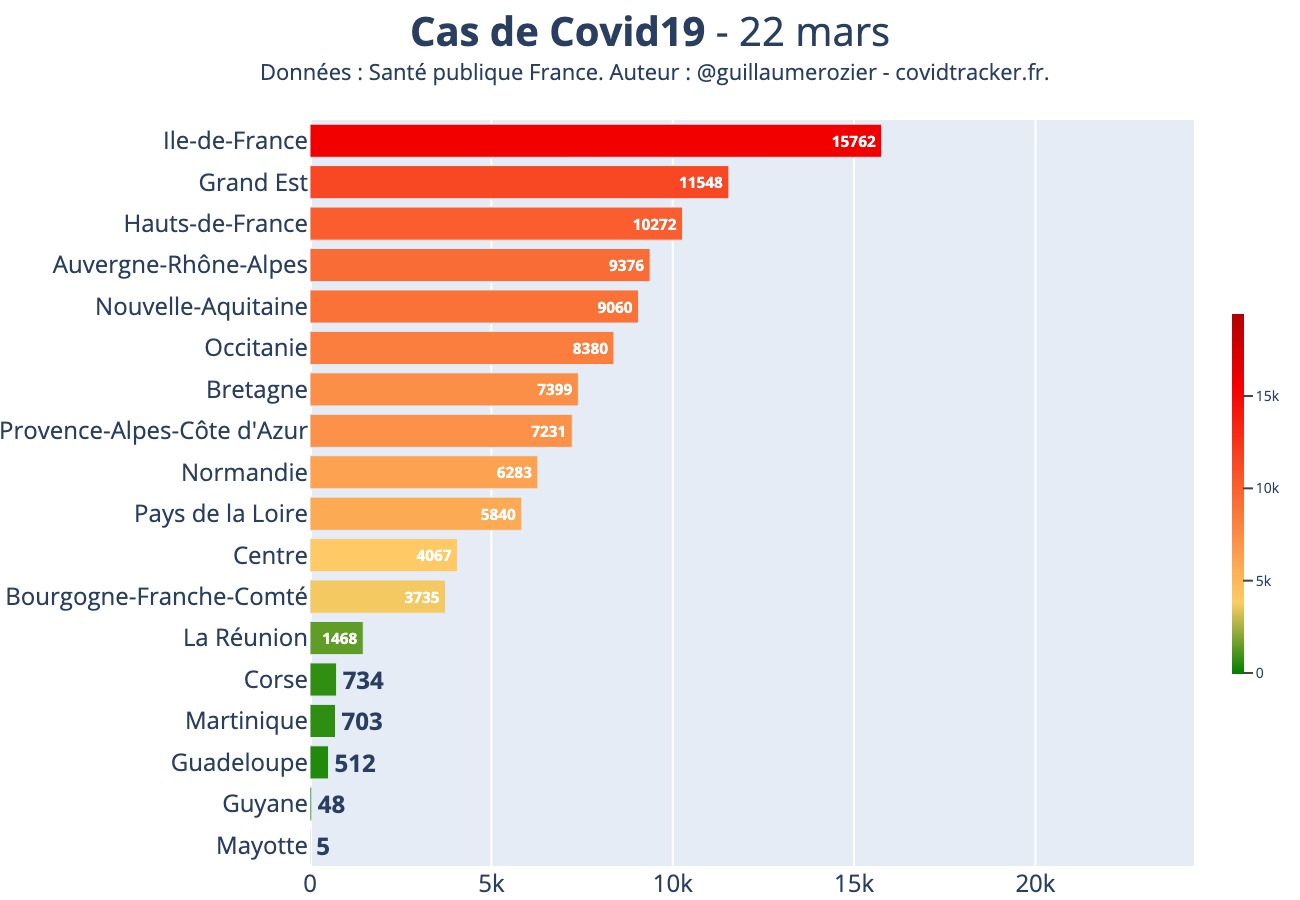 Cas de Covid19 - 22 mars
Données : Santé publique France. Auteur : @guillaumerozier - covidtracker.fr.
Ile-de-France 15762
Grand Est 11548
Hauts-de-France 10272
Auvergne-Rhône-Alpes 9376
Nouvelle-Aquitaine 9060
Occitanie 8380
Bretagne 7399
Provence-Alpes-Côte d'Azur 7231
Normandie 6283
Pays de la Loire 5840
Centre 4067
Bourgogne-Franche-Comté 3735
La Réunion 1468
Corse 734
Martinique 703
Guadeloupe 512
Guyane 48
Mayotte 5
0 5k 10k 15k 20k
15k
10k
5k
0